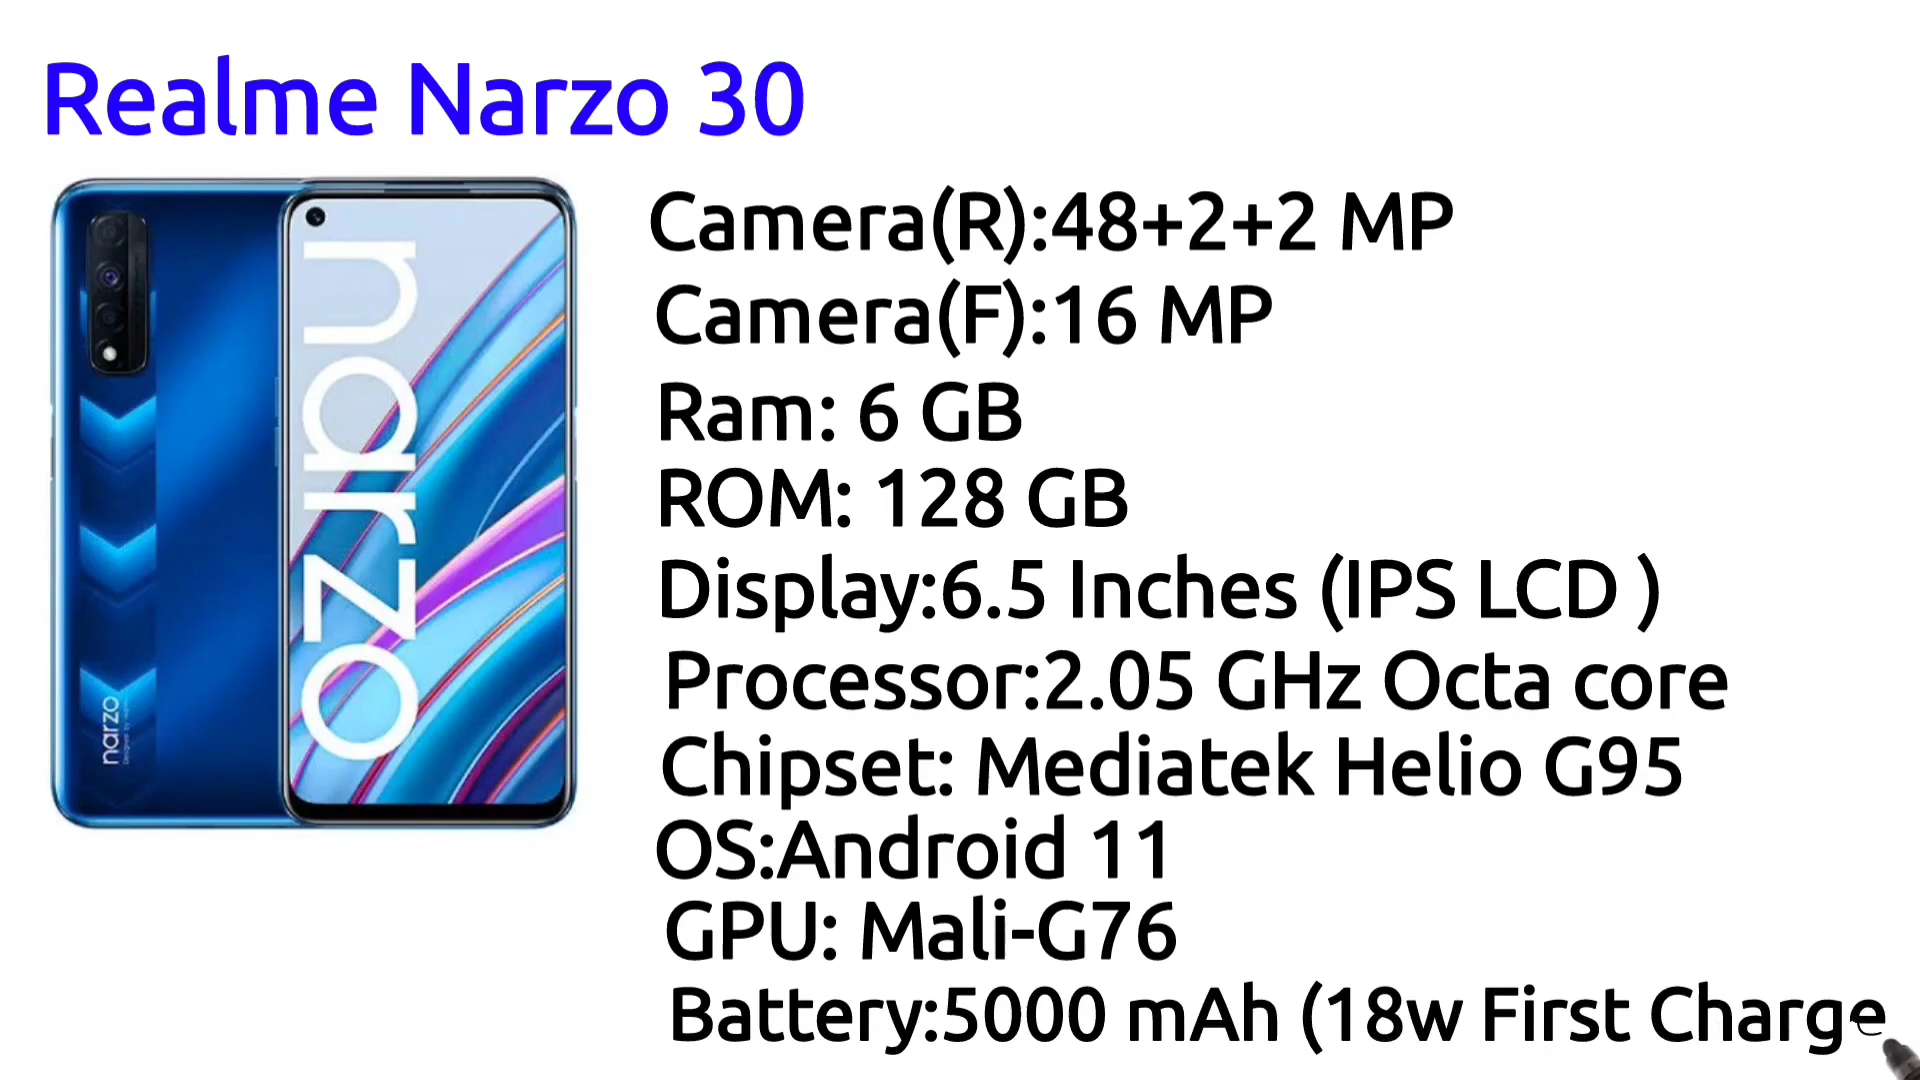 Realme Narzo 30
Camera(R):48+2+2 MP
Camera(F):16 MP
Ram: 6 GB
ROM: 128 GB
Display:6.5 Inches (IPS LCD )
Processor:2.05 GHz Octa core
Chipset: Mediatek Helio G95
OS:Android 11
GPU: Mali-G76
Battery:5000 mAh (18w First Charge
narzo
narzo